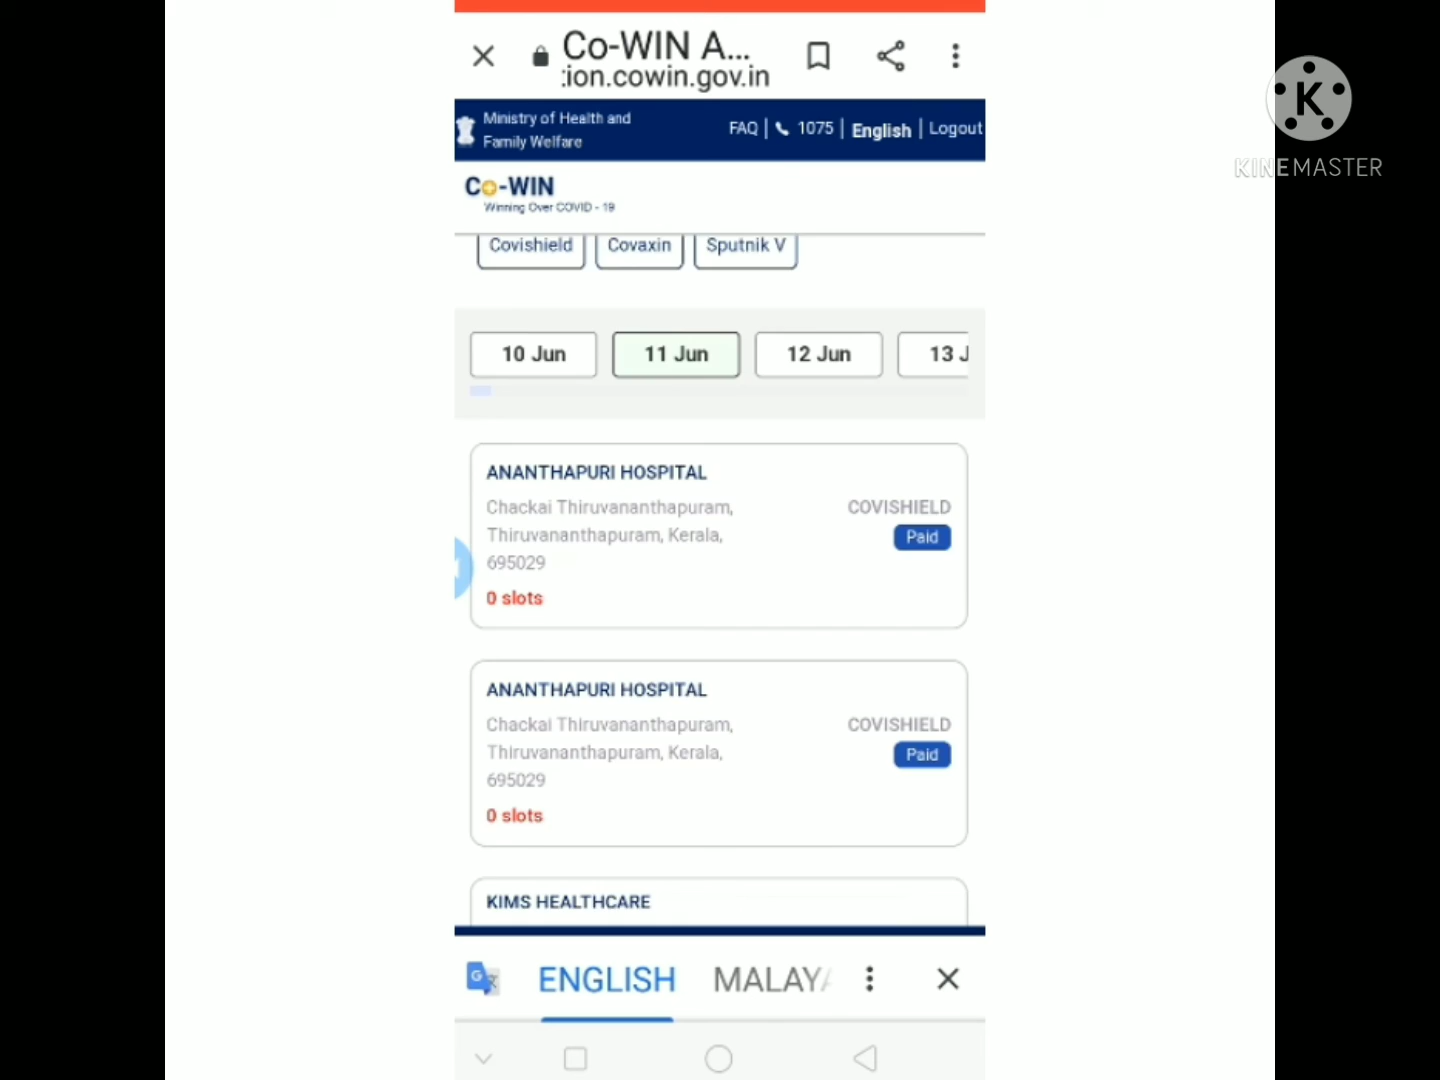 Co-WIN A...
:ion.cowin.gov.in
K
KINEMASTER
Ministry of Health and
Family Welfare
FAQ | 1075 | English | Logout
Co-WIN
Winning Over COVID - 19
Covishield Covaxin Sputnik V
10 Jun 11 Jun 12 Jun 13 J
ANANTHAPURI HOSPITAL
Chackai Thiruvananthapuram, COVISHIELD
Thiruvananthapuram, Kerala, Paid
695029
0 slots
ANANTHAPURI HOSPITAL
Chackai Thiruvananthapuram, COVISHIELD
Thiruvananthapuram, Kerala, Paid
695029
0 slots
KIMS HEALTHCARE
G ENGLISH MALAYA